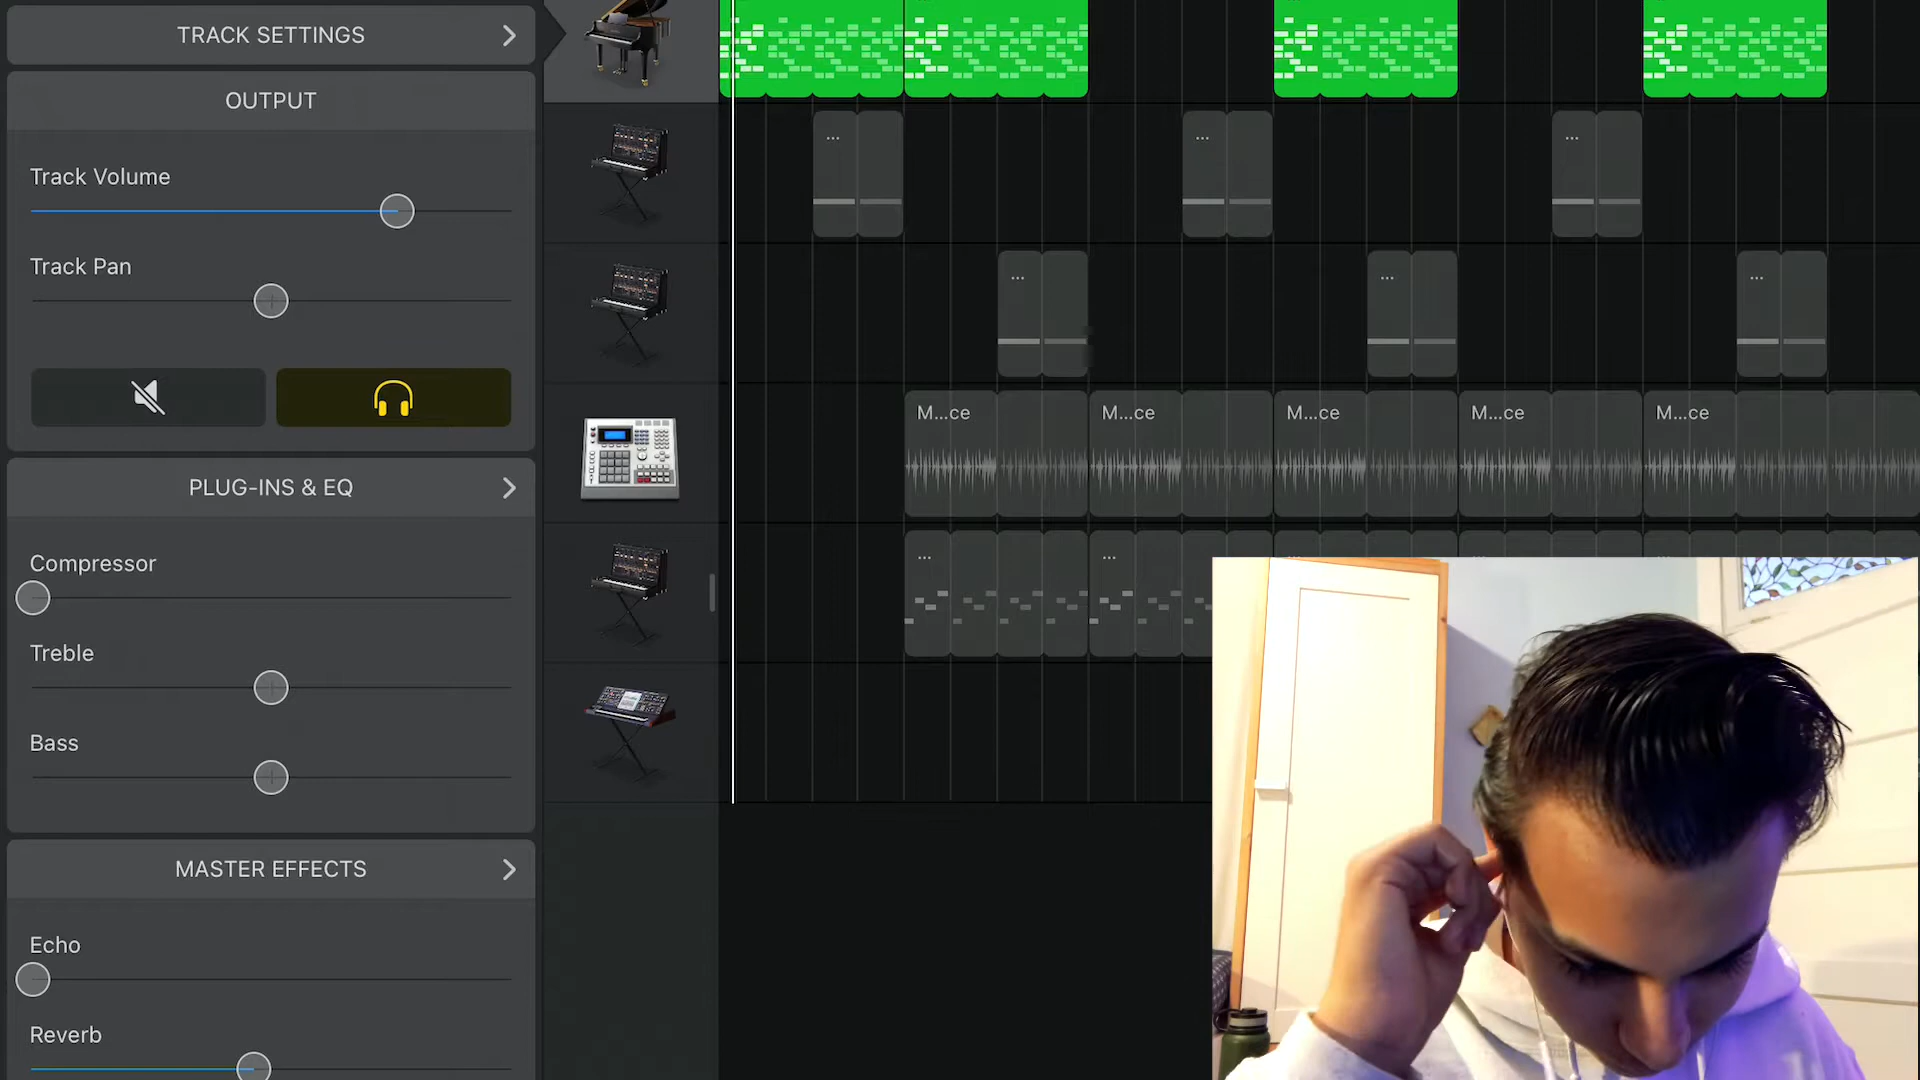 TRACK SETTINGS
OUTPUT
Track Volume
Track Pan
PLUG-INS & EQ
Compressor
Treble
Bass
MASTER EFFECTS
Echo
Reverb
...
...
...
...
...
...
M...ce
M...ce
M...ce
M...ce
M...ce
...
...